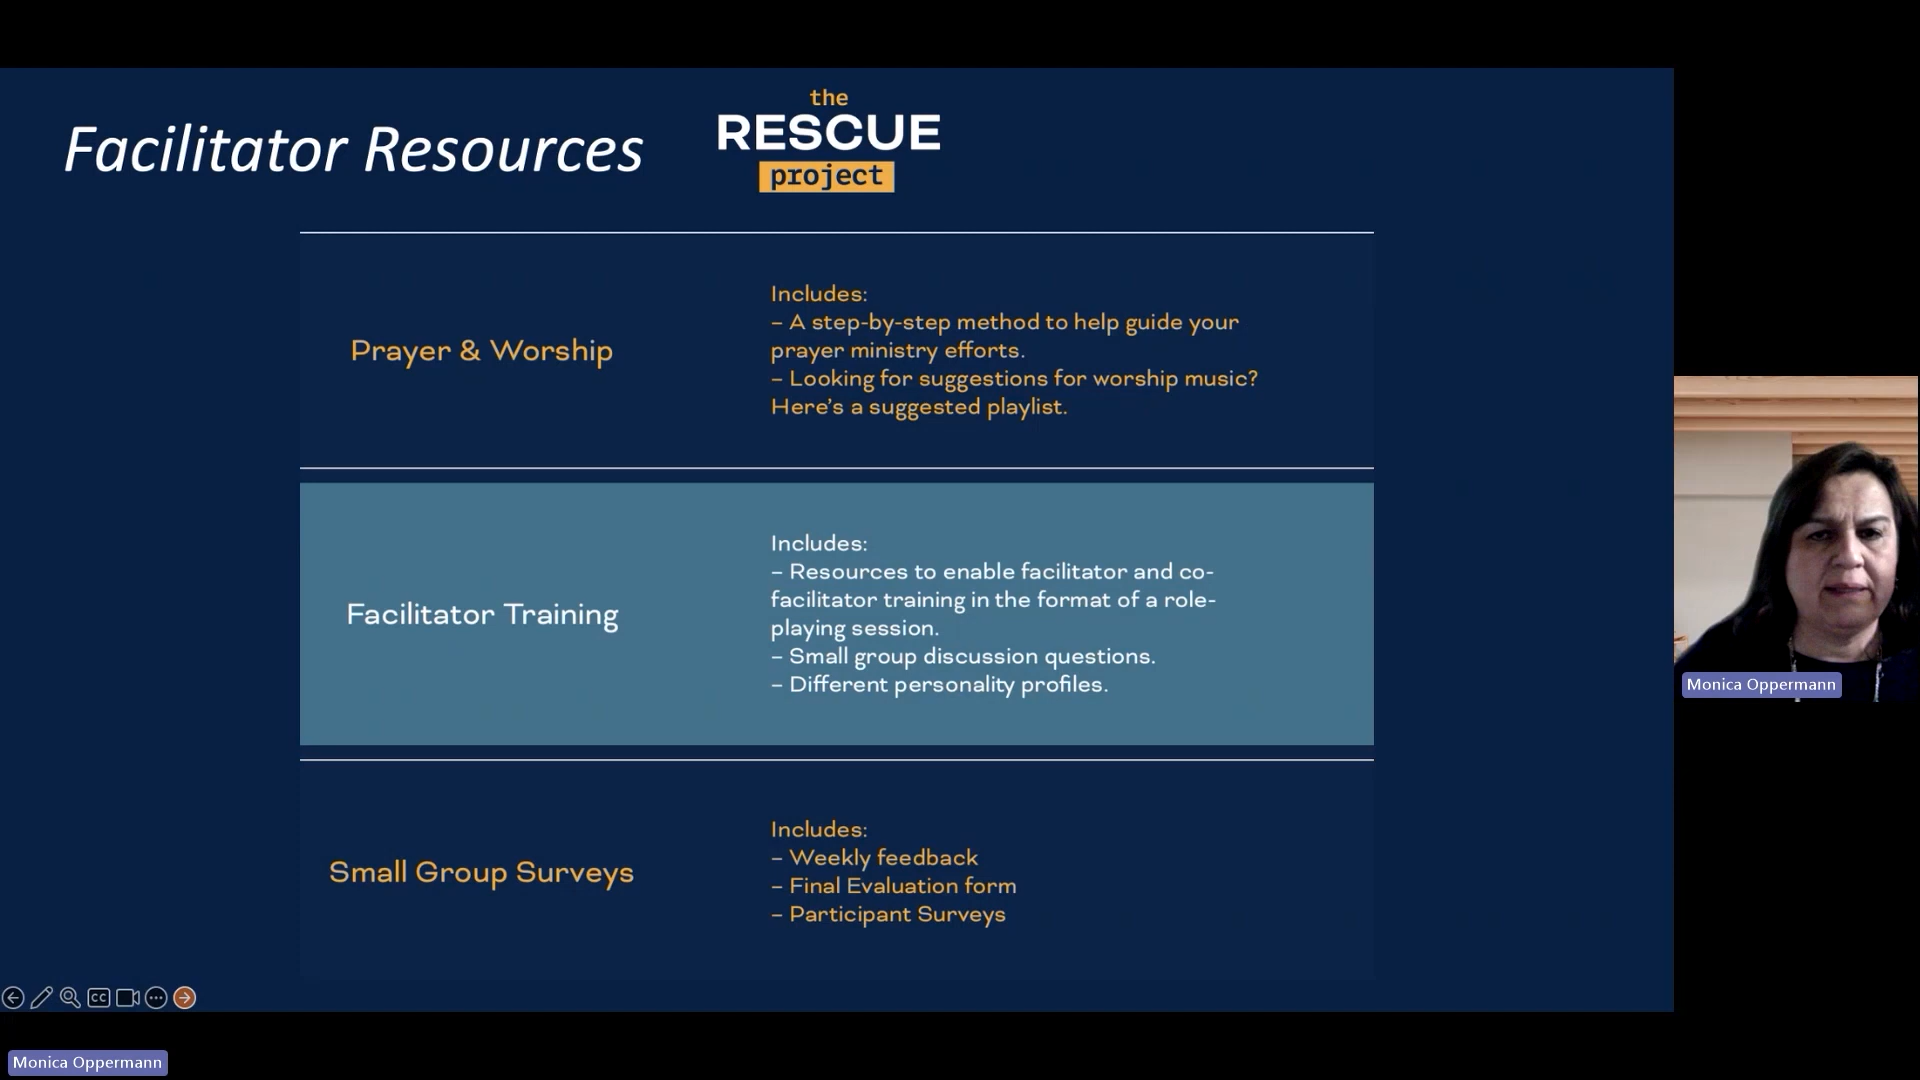 Facilitator Resources
the
RESCUE
project
Prayer & Worship
Includes:
– A step-by-step method to help guide your
prayer ministry efforts.
– Looking for suggestions for worship music?
Here's a suggested playlist.
Facilitator Training
Includes:
– Resources to enable facilitator and co-
facilitator training in the format of a role-
playing session.
– Small group discussion questions.
– Different personality profiles.
Small Group Surveys
Includes:
– Weekly feedback
– Final Evaluation form
– Participant Surveys
Monica Oppermann
CC
Monica Oppermann